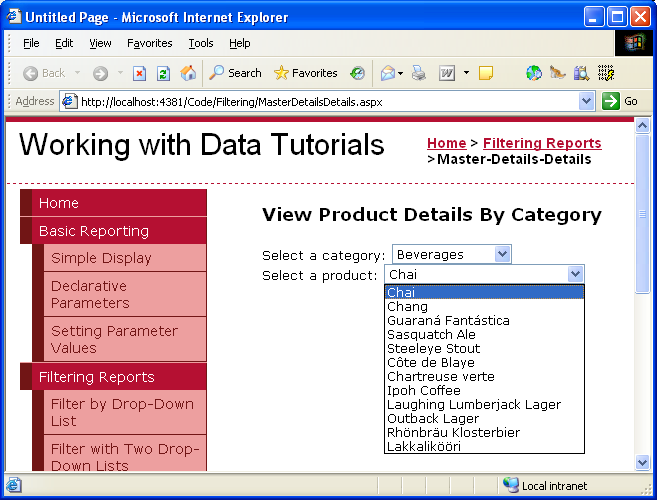 Untitled Page - Microsoft Internet Explorer
File Edit View Favorites Tools Help
Back Search Favorites
Address http://localhost:4381/Code/Filtering/MasterDetailsDetails.aspx Go
Working with Data Tutorials
Home > Filtering Reports
> Master-Details-Details
Home
Basic Reporting
Simple Display
Declarative
Parameters
Setting Parameter
Values
Filtering Reports
Filter by Drop-Down
List
Filter with Two Drop-
Down Lists
View Product Details By Category
Select a category: Beverages
Select a product: Chai
Chai
Chang
Guaraná Fantástica
Sasquatch Ale
Steeleye Stout
Côte de Blaye
Chartreuse verte
Ipoh Coffee
Laughing Lumberjack Lager
Outback Lager
Rhönbräu Klosterbier
Lakkalikööri
Local intranet